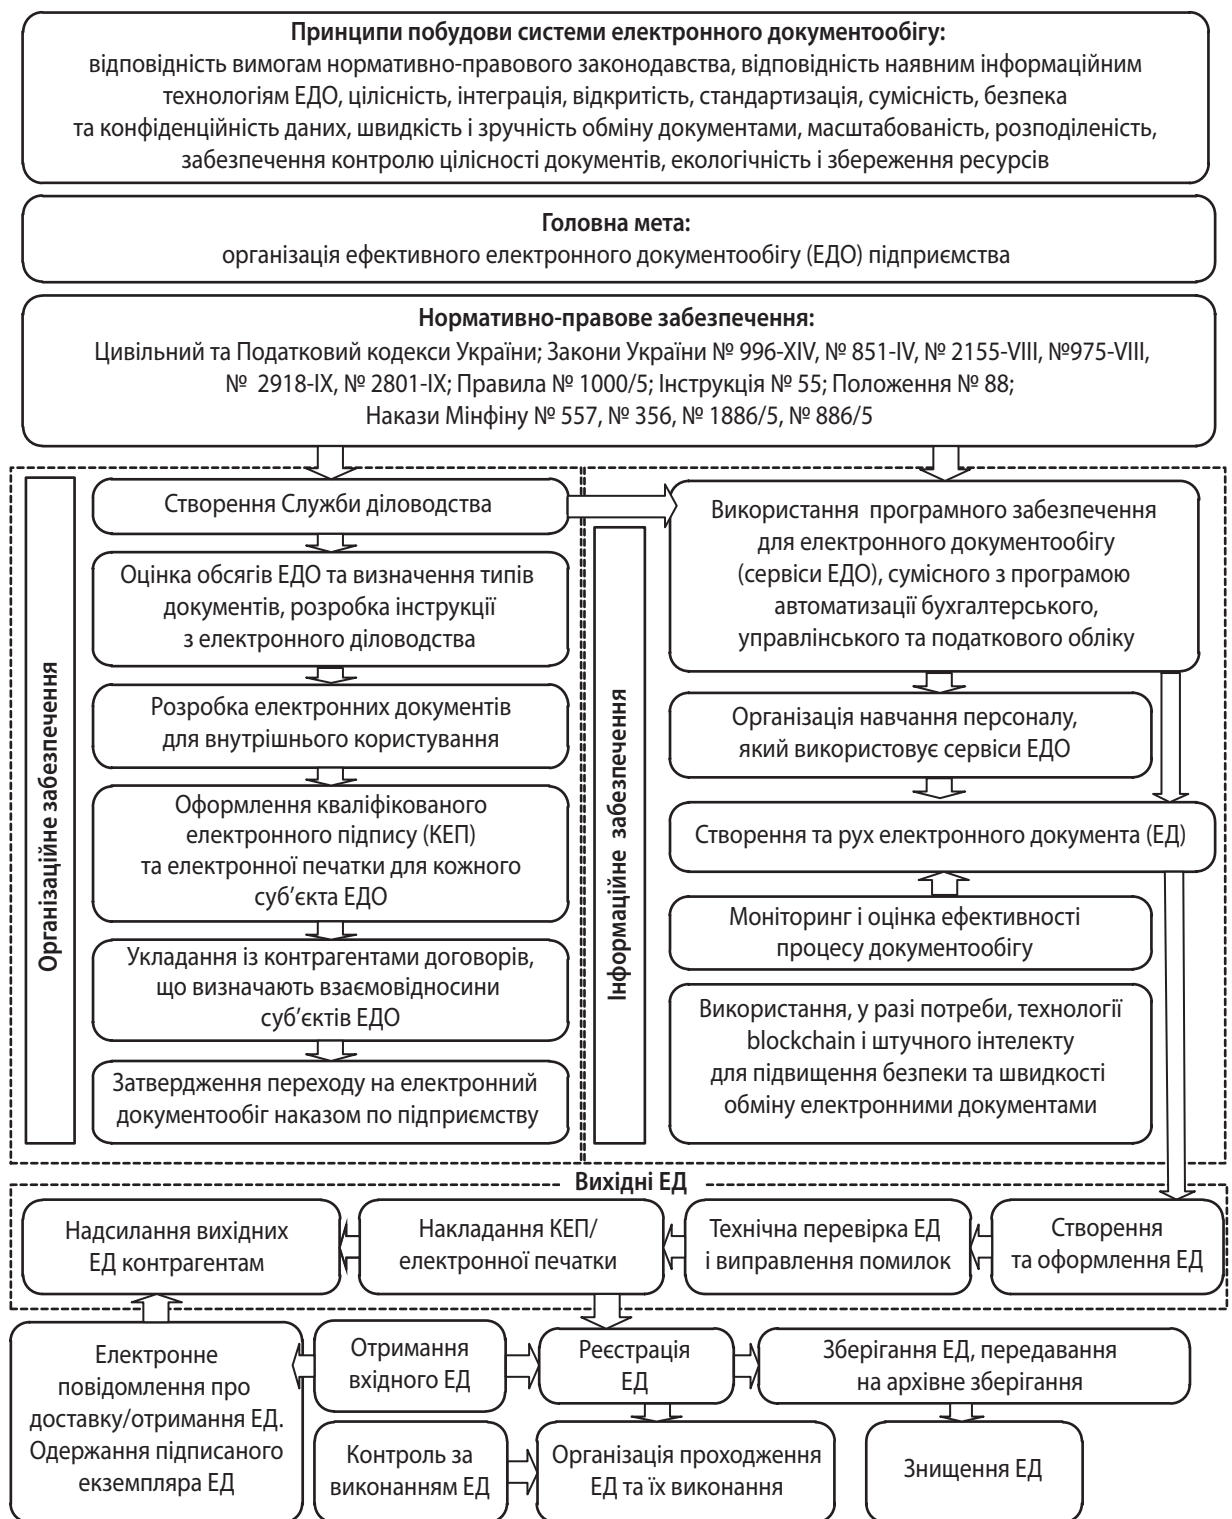 Принципи побудови системи електронного документообігу:
відповідність вимогам нормативно-правового законодавства, відповідність наявним інформаційним
технологіям ЕДО, цілісність, інтеграція, відкритість, стандартизація, сумісність, безпека
та конфіденційність даних, швидкість і зручність обміну документами, масштабованість, розподіленість,
забезпечення контролю цілісності документів, екологічність і збереження ресурсів
Головна мета:
організація ефективного електронного документообігу (ЕДО) підприємства
Нормативно-правове забезпечення:
Цивільний та Податковий кодекси України; Закони України № 996-XIV, № 851-IV, № 2155-VIII, №975-VIII,
№ 2918-IX, № 2801-IX; Правила № 1000/5; Інструкція № 55; Положення № 88;
Накази Мінфіну № 557, № 356, № 1886/5, № 886/5
Організаційне забезпечення
Створення Служби діловодства
Оцінка обсягів ЕДО та визначення типів
документів, розробка інструкції
з електронного діловодства
Розробка електронних документів
для внутрішнього користування
Оформлення кваліфікованого
електронного підпису (КЕП)
та електронної печатки для кожного
суб’єкта ЕДО
Укладання із контрагентами договорів,
що визначають взаємовідносини
суб’єктів ЕДО
Затвердження переходу на електронний
документообіг наказом по підприємству
Інформаційне забезпечення
Використання програмного забезпечення
для електронного документообігу
(сервіси ЕДО), сумісного з програмою
автоматизації бухгалтерського,
управлінського та податкового обліку
Організація навчання персоналу,
який використовує сервіси ЕДО
Створення та рух електронного документа (ЕД)
Моніторинг і оцінка ефективності
процесу документообігу
Використання, у разі потреби, технології
blockchain і штучного інтелекту
для підвищення безпеки та швидкості
обміну електронними документами
Вихідні ЕД
Надсилання вихідних
ЕД контрагентам
Накладання КЕП/
електронної печатки
Технічна перевірка ЕД
і виправлення помилок
Створення
та оформлення ЕД
Електронне
повідомлення про
доставку/отримання ЕД.
Одержання підписаного
екземпляра ЕД
Отримання
вхідного ЕД
Реєстрація
ЕД
Зберігання ЕД, передавання
на архівне зберігання
Контроль за
виконанням ЕД
Організація проходження
ЕД та їх виконання
Знищення ЕД